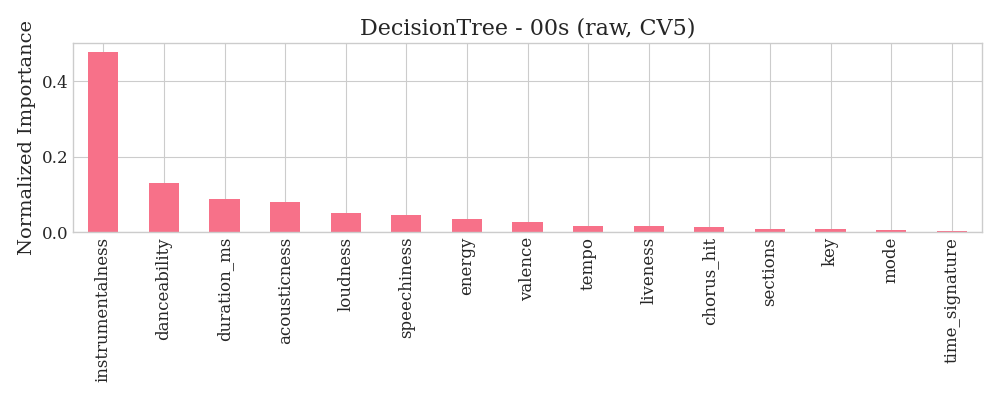 DecisionTree - 00s (raw, CV5)
Normalized Importance
0.4
0.2
0.0
instrumentalness
danceability
duration_ms
acousticness
loudness
speechiness
energy
valence
tempo
liveness
chorus_hit
sections
key
mode
time_signature